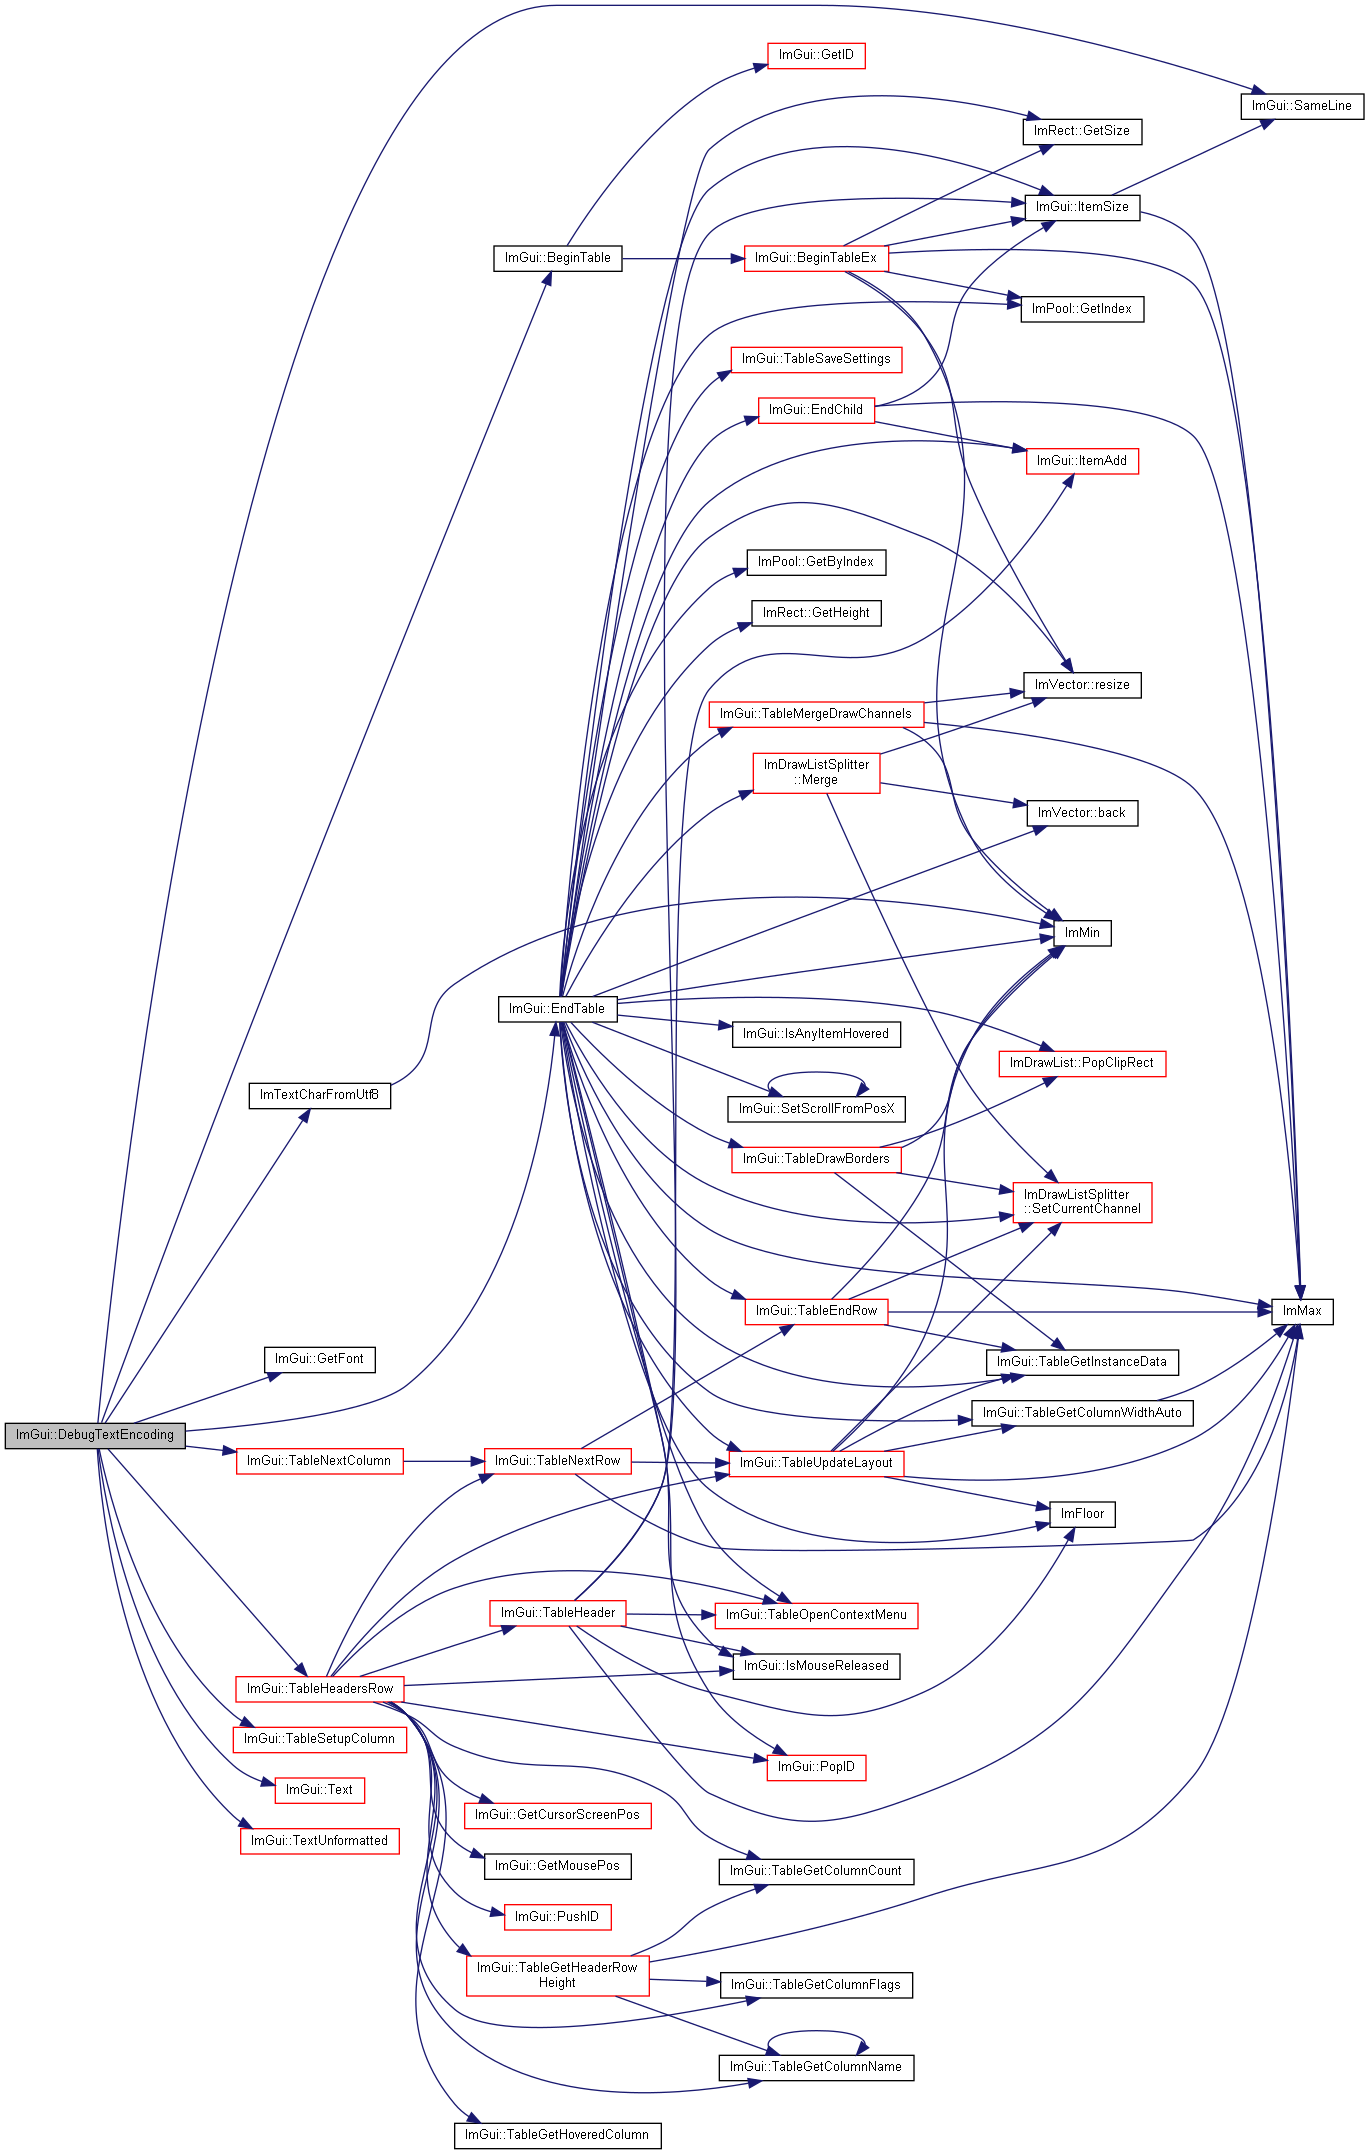 ImGui::GetID
ImGui::SameLine
ImRect::GetSize
ImGui::ItemSize
ImGui::BeginTable
ImGui::BeginTableEx
ImPool::GetIndex
ImGui::TableSaveSettings
ImGui::EndChild
ImGui::ItemAdd
ImPool::GetByIndex
ImRect::GetHeight
ImVector::resize
ImGui::TableMergeDrawChannels
ImDrawListSplitter
::Merge
ImVector::back
ImMin
ImGui::EndTable
ImGui::IsAnyItemHovered
ImDrawList::PopClipRect
ImTextCharFromUtf8
ImGui::SetScrollFromPosX
ImGui::TableDrawBorders
ImDrawListSplitter
::SetCurrentChannel
ImGui::TableEndRow
ImMax
ImGui::GetFont
ImGui::TableGetInstanceData
ImGui::TableGetColumnWidthAuto
ImGui::DebugTextEncoding
ImGui::TableNextColumn
ImGui::TableNextRow
ImGui::TableUpdateLayout
ImFloor
ImGui::TableHeader
ImGui::TableOpenContextMenu
ImGui::IsMouseReleased
ImGui::TableHeadersRow
ImGui::TableSetupColumn
ImGui::PopID
ImGui::Text
ImGui::GetCursorScreenPos
ImGui::TextUnformatted
ImGui::GetMousePos
ImGui::TableGetColumnCount
ImGui::PushID
ImGui::TableGetHeaderRow
Height
ImGui::TableGetColumnFlags
ImGui::TableGetColumnName
ImGui::TableGetHoveredColumn